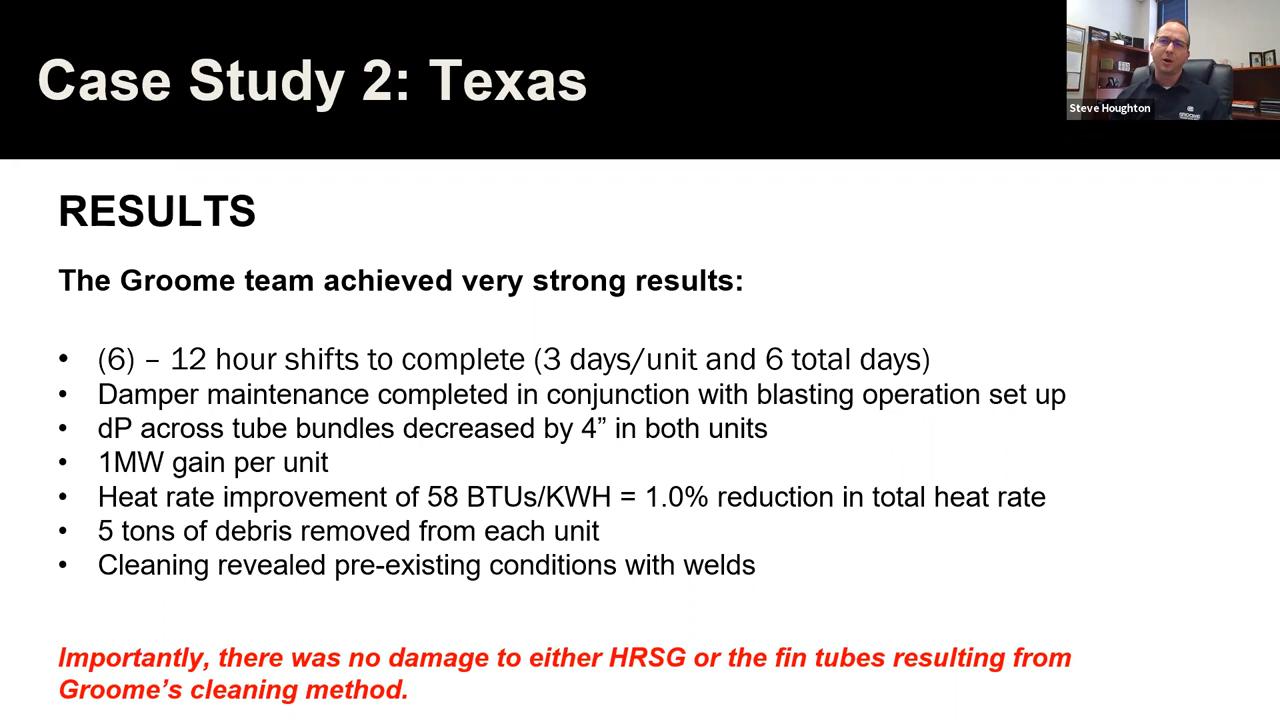 Case Study 2: Texas
Steve Houghton
GROOME
RESULTS
The Groome team achieved very strong results:
• (6) – 12 hour shifts to complete (3 days/unit and 6 total days)
• Damper maintenance completed in conjunction with blasting operation set up
• dP across tube bundles decreased by 4” in both units
• 1MW gain per unit
• Heat rate improvement of 58 BTUs/KWH = 1.0% reduction in total heat rate
• 5 tons of debris removed from each unit
• Cleaning revealed pre-existing conditions with welds
Importantly, there was no damage to either HRSG or the fin tubes resulting from
Groome’s cleaning method.